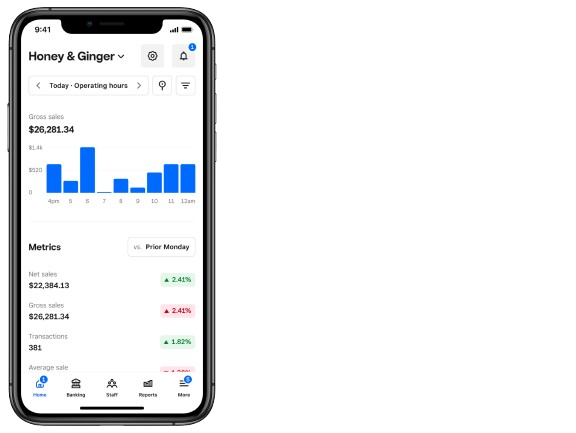 9:41
Honey & Ginger
1
Today · Operating hours
Gross sales
$26,281.34
$1.4k
$520
0
4pm 5 6 7 8 9 10 11 12am
Metrics
vs. Prior Monday
Net sales
$22,384.13
▲ 2.41%
Gross sales
$26,281.34
▲ 2.41%
Transactions
381
▲ 1.82%
Average sale
1
5
Home Banking Staff Reports More